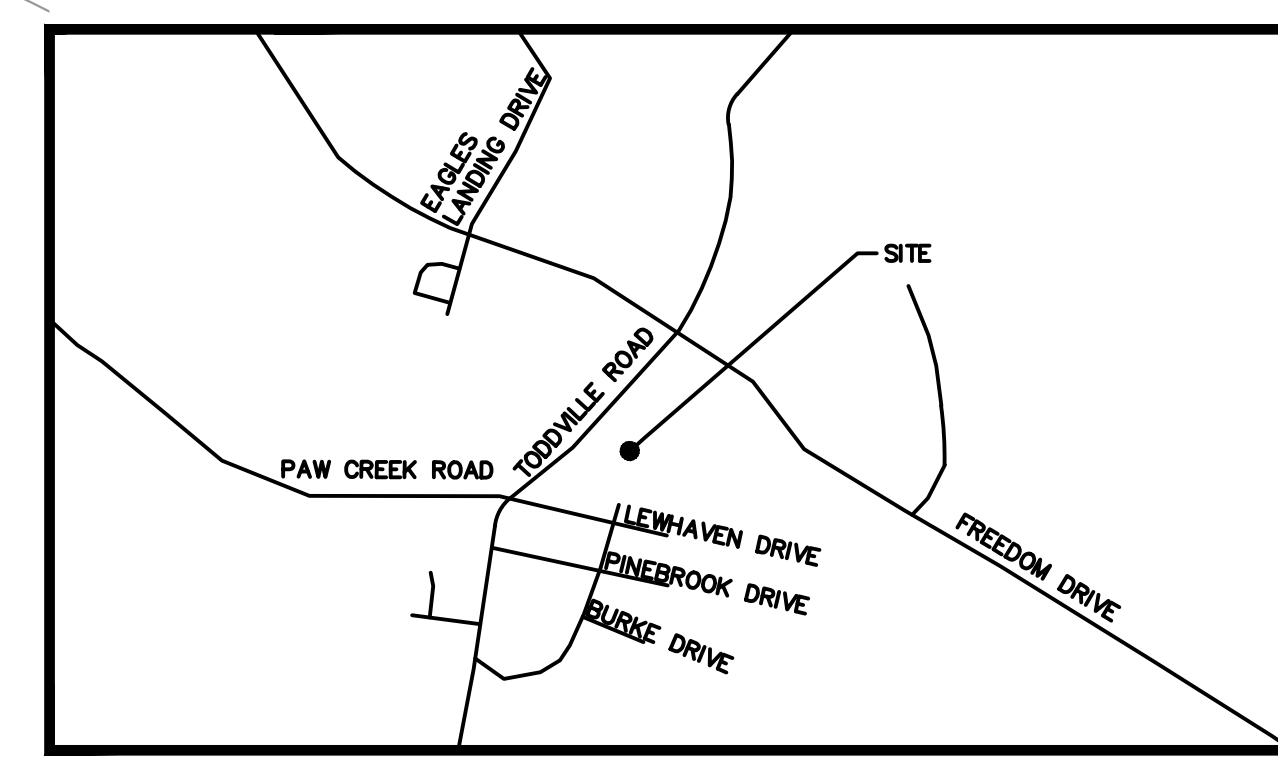 EAGLES
LANDING DRIVE
SITE
TODDVILLE ROAD
PAW CREEK ROAD
LEWHAVEN DRIVE
FREEDOM DRIVE
PINEBROOK DRIVE
BURKE DRIVE